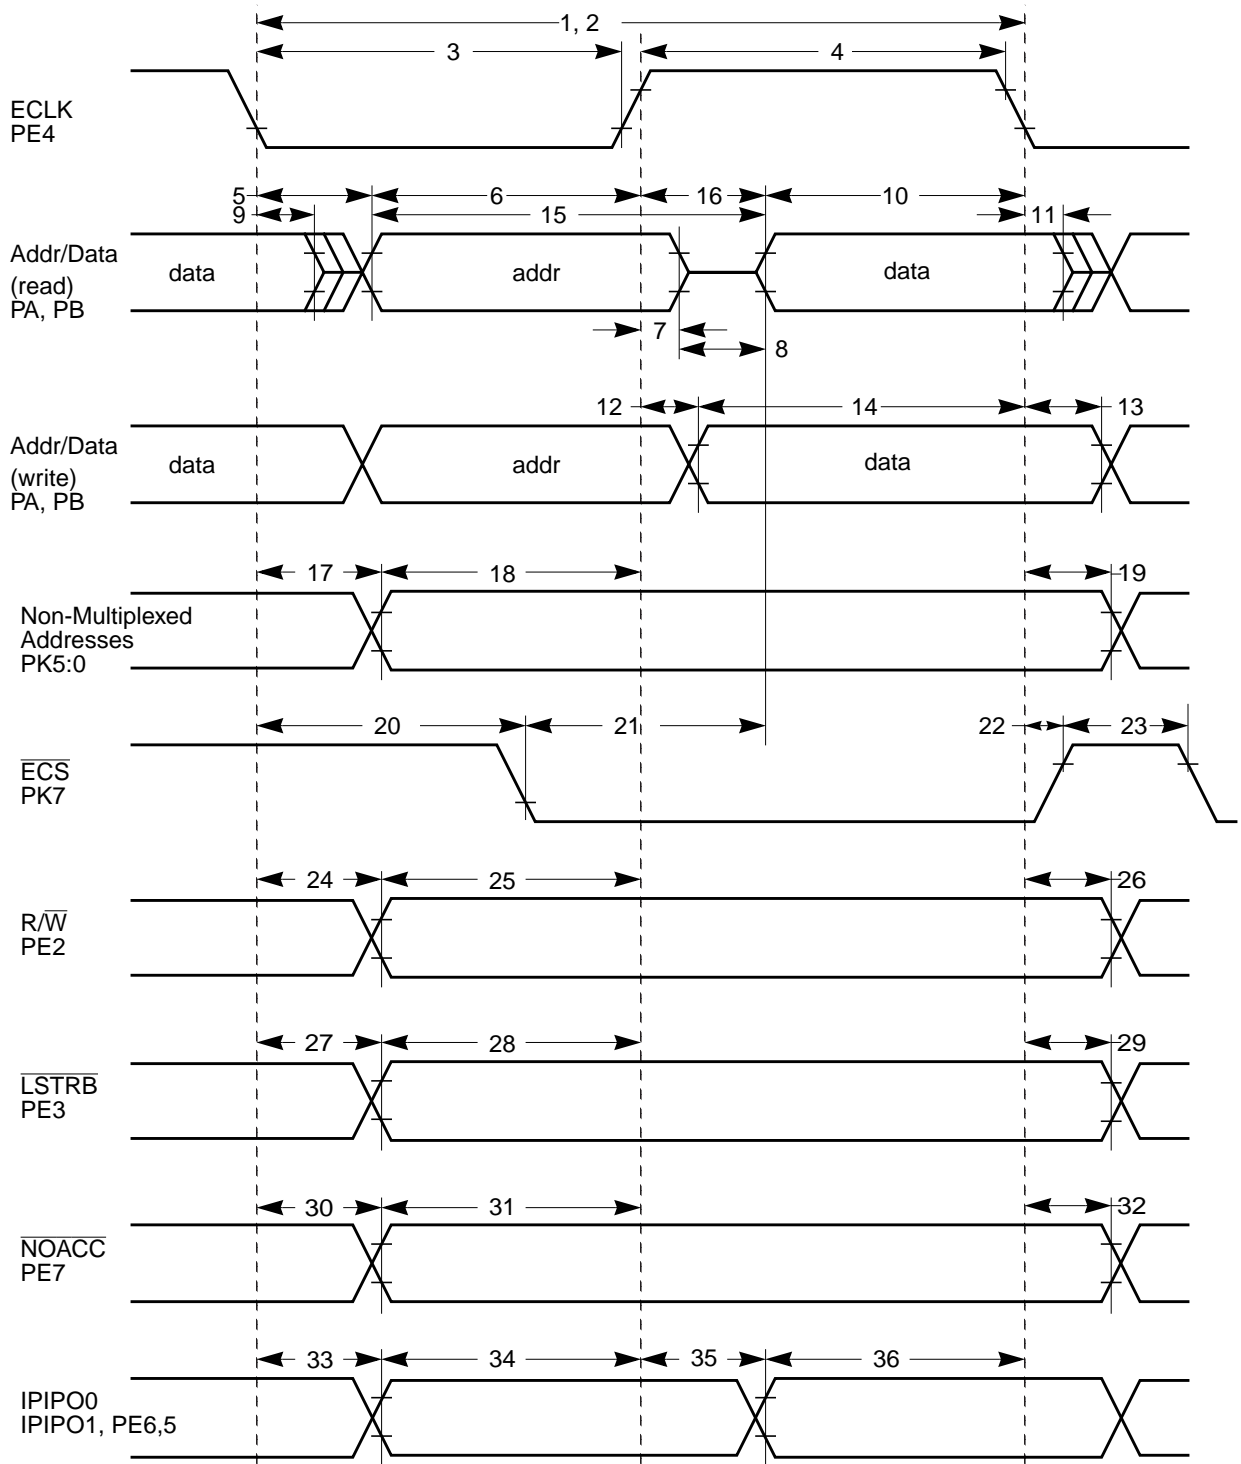 1, 2
3
4
ECLK
PE4
5
6
16
10
9
15
11
Addr/Data
(read)
PA, PB
data
addr
data
7
8
12
14
13
Addr/Data
(write)
PA, PB
data
addr
data
17
18
19
Non-Multiplexed
Addresses
PK5:0
20
21
22
23
ECS
PK7
24
25
26
R/W
PE2
27
28
29
LSTRB
PE3
30
31
32
NOACC
PE7
33
34
35
36
IPIPO0
IPIPO1, PE6,5